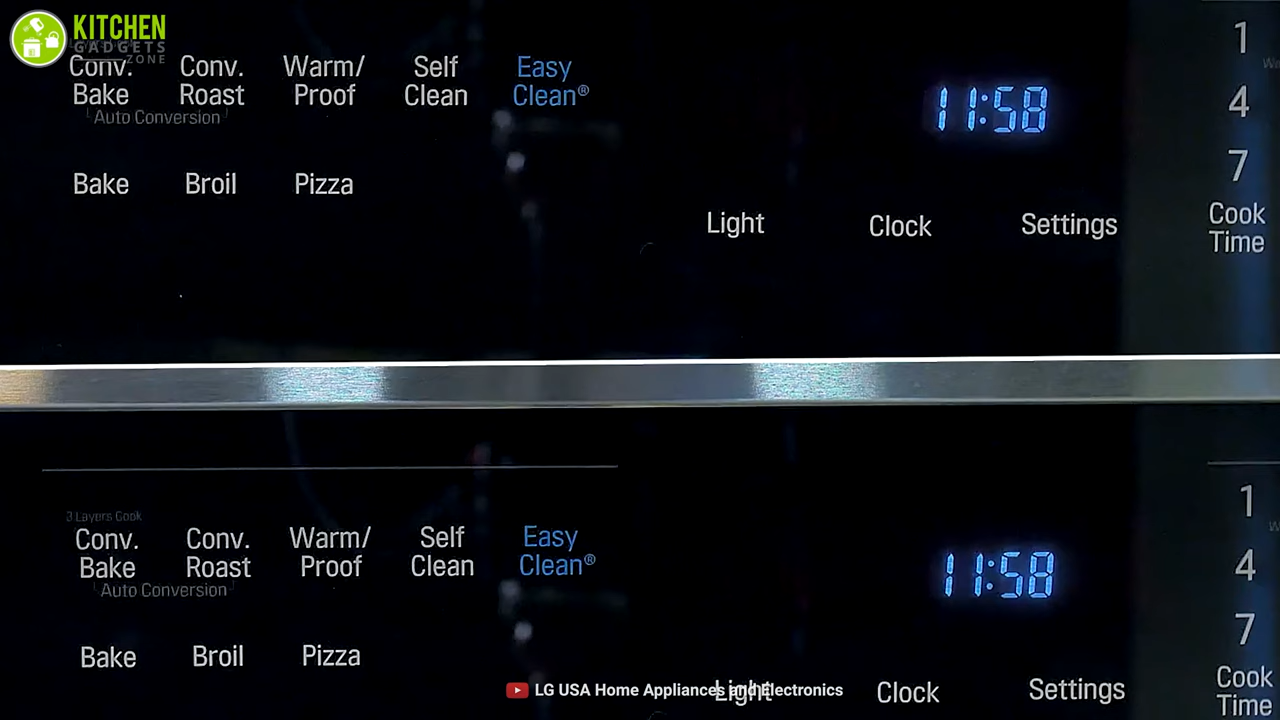 KITCHEN
GADGETS
ZONE
Conv. Bake
Conv. Roast
Warm/ Proof
Self Clean
Easy Clean®
Auto Conversion
11:58
1
4
7
Bake
Broil
Pizza
Light
Clock
Settings
Cook Time
3 Layers Cook
Conv. Bake
Conv. Roast
Warm/ Proof
Self Clean
Easy Clean®
Auto Conversion
11:58
1
4
7
Bake
Broil
Pizza
Light
Clock
Settings
Cook Time
LG USA Home Appliances and Electronics